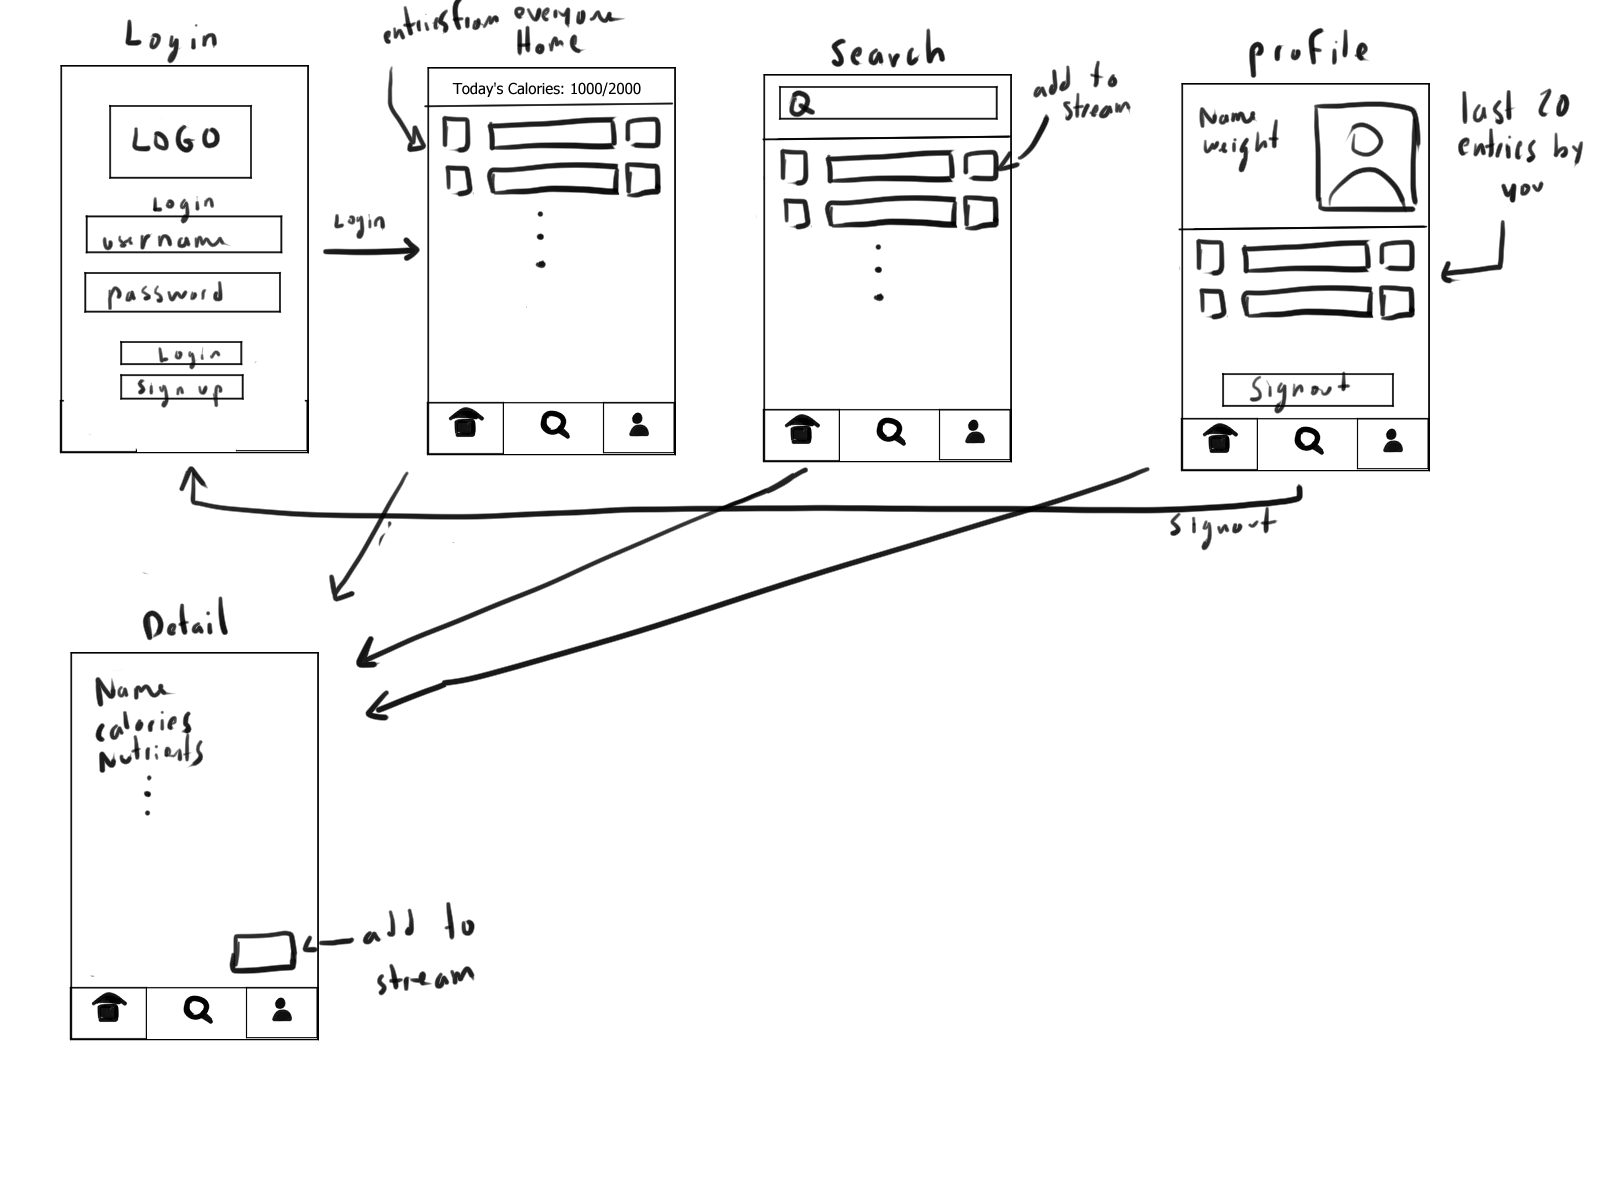 Login
LOGO
Login
username
password
Login
Sign up
Login
entries from everyone
Home
Today's Calories: 1000/2000
Search
add to
stream
profile
Name
weight
last 20
entries by
you
Signout
Signout
Detail
Name
calories
Nutrients
add to
stream